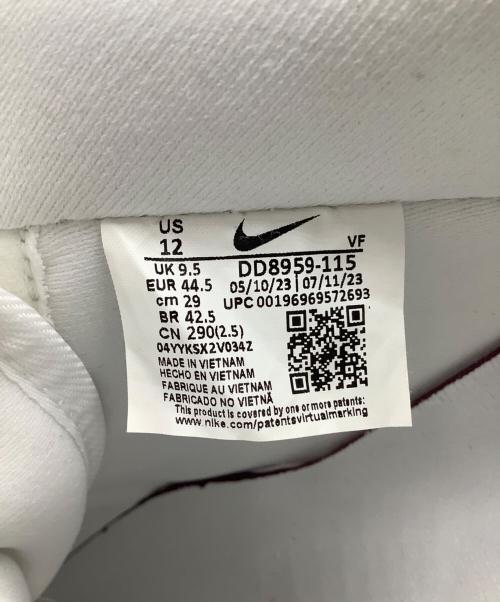 US
12
VF
UK 9.5
EUR 44.5
cm 29
BR 42.5
CN 290(2.5)
04YYKSX2V034Z
DD8959-115
05/10/23 | 07/11/23
UPC 00196969572693
MADE IN VIETNAM
HECHO EN VIETNAM
FABRIQUE AU VIETNAM
FABRICADO NO VIETNÃ
This product is covered by one or more patents:
www.nike.com/patentsvirtualmarking